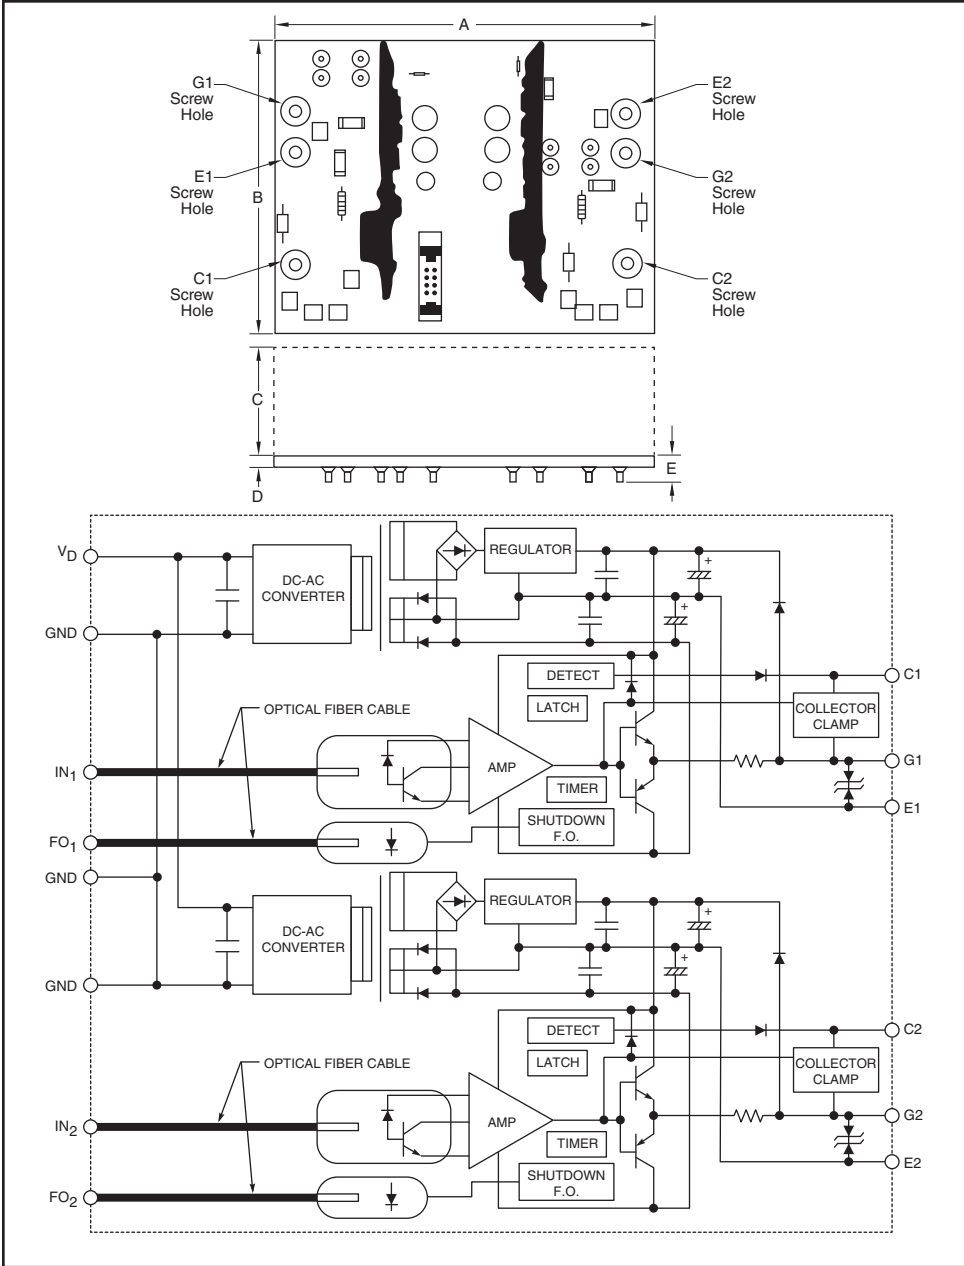 A
G1
Screw
Hole
E1
Screw
Hole
B
C1
Screw
Hole
E2
Screw
Hole
G2
Screw
Hole
C2
Screw
Hole
C
D
E
VD
GND
DC-AC
CONVERTER
REGULATOR
+
+
DETECT
LATCH
C1
COLLECTOR
CLAMP
OPTICAL FIBER CABLE
IN1
AMP
TIMER
G1
SHUTDOWN
F.O.
E1
FO1
GND
DC-AC
CONVERTER
REGULATOR
+
+
GND
DETECT
LATCH
C2
COLLECTOR
CLAMP
OPTICAL FIBER CABLE
IN2
AMP
TIMER
G2
SHUTDOWN
F.O.
E2
FO2